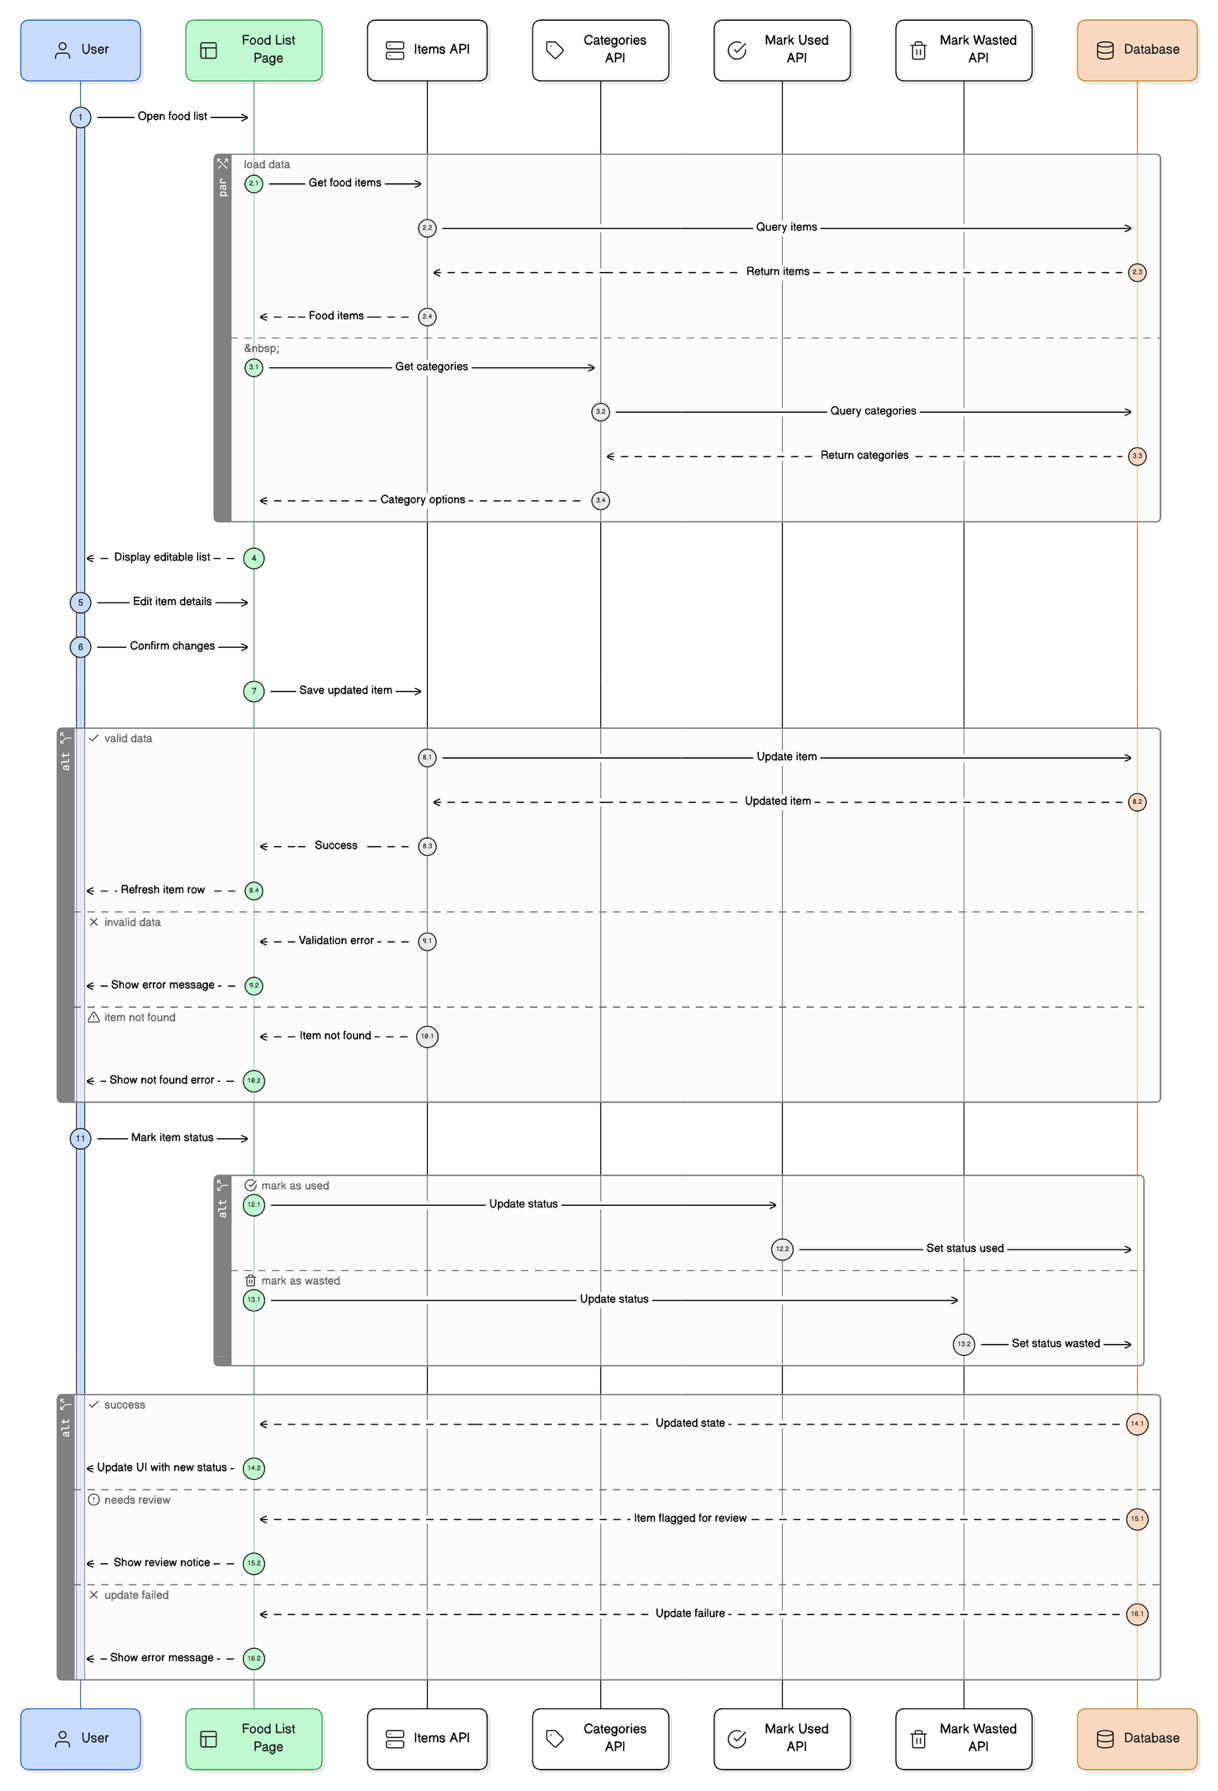 User
Food List
Page
Items API
Categories
API
Mark Used
API
Mark Wasted
API
Database
1
Open food list
par
load data
2.1
Get food items
2.2
Query items
Return items
2.3
Food items
2.4
&nbsp;
3.1
Get categories
3.2
Query categories
Return categories
3.3
Category options
3.4
Display editable list
4
5
Edit item details
6
Confirm changes
7
Save updated item
alt
valid data
8.1
Update item
Updated item
8.2
Success
8.3
Refresh item row
8.4
invalid data
Validation error
9.1
Show error message
9.2
item not found
Item not found
10.1
Show not found error
10.2
11
Mark item status
alt
mark as used
12.1
Update status
12.2
Set status used
mark as wasted
13.1
Update status
13.2
Set status wasted
alt
success
Updated state
14.1
Update UI with new status
14.2
needs review
Item flagged for review
15.1
Show review notice
15.2
update failed
Update failure
16.1
Show error message
16.2
User
Food List
Page
Items API
Categories
API
Mark Used
API
Mark Wasted
API
Database